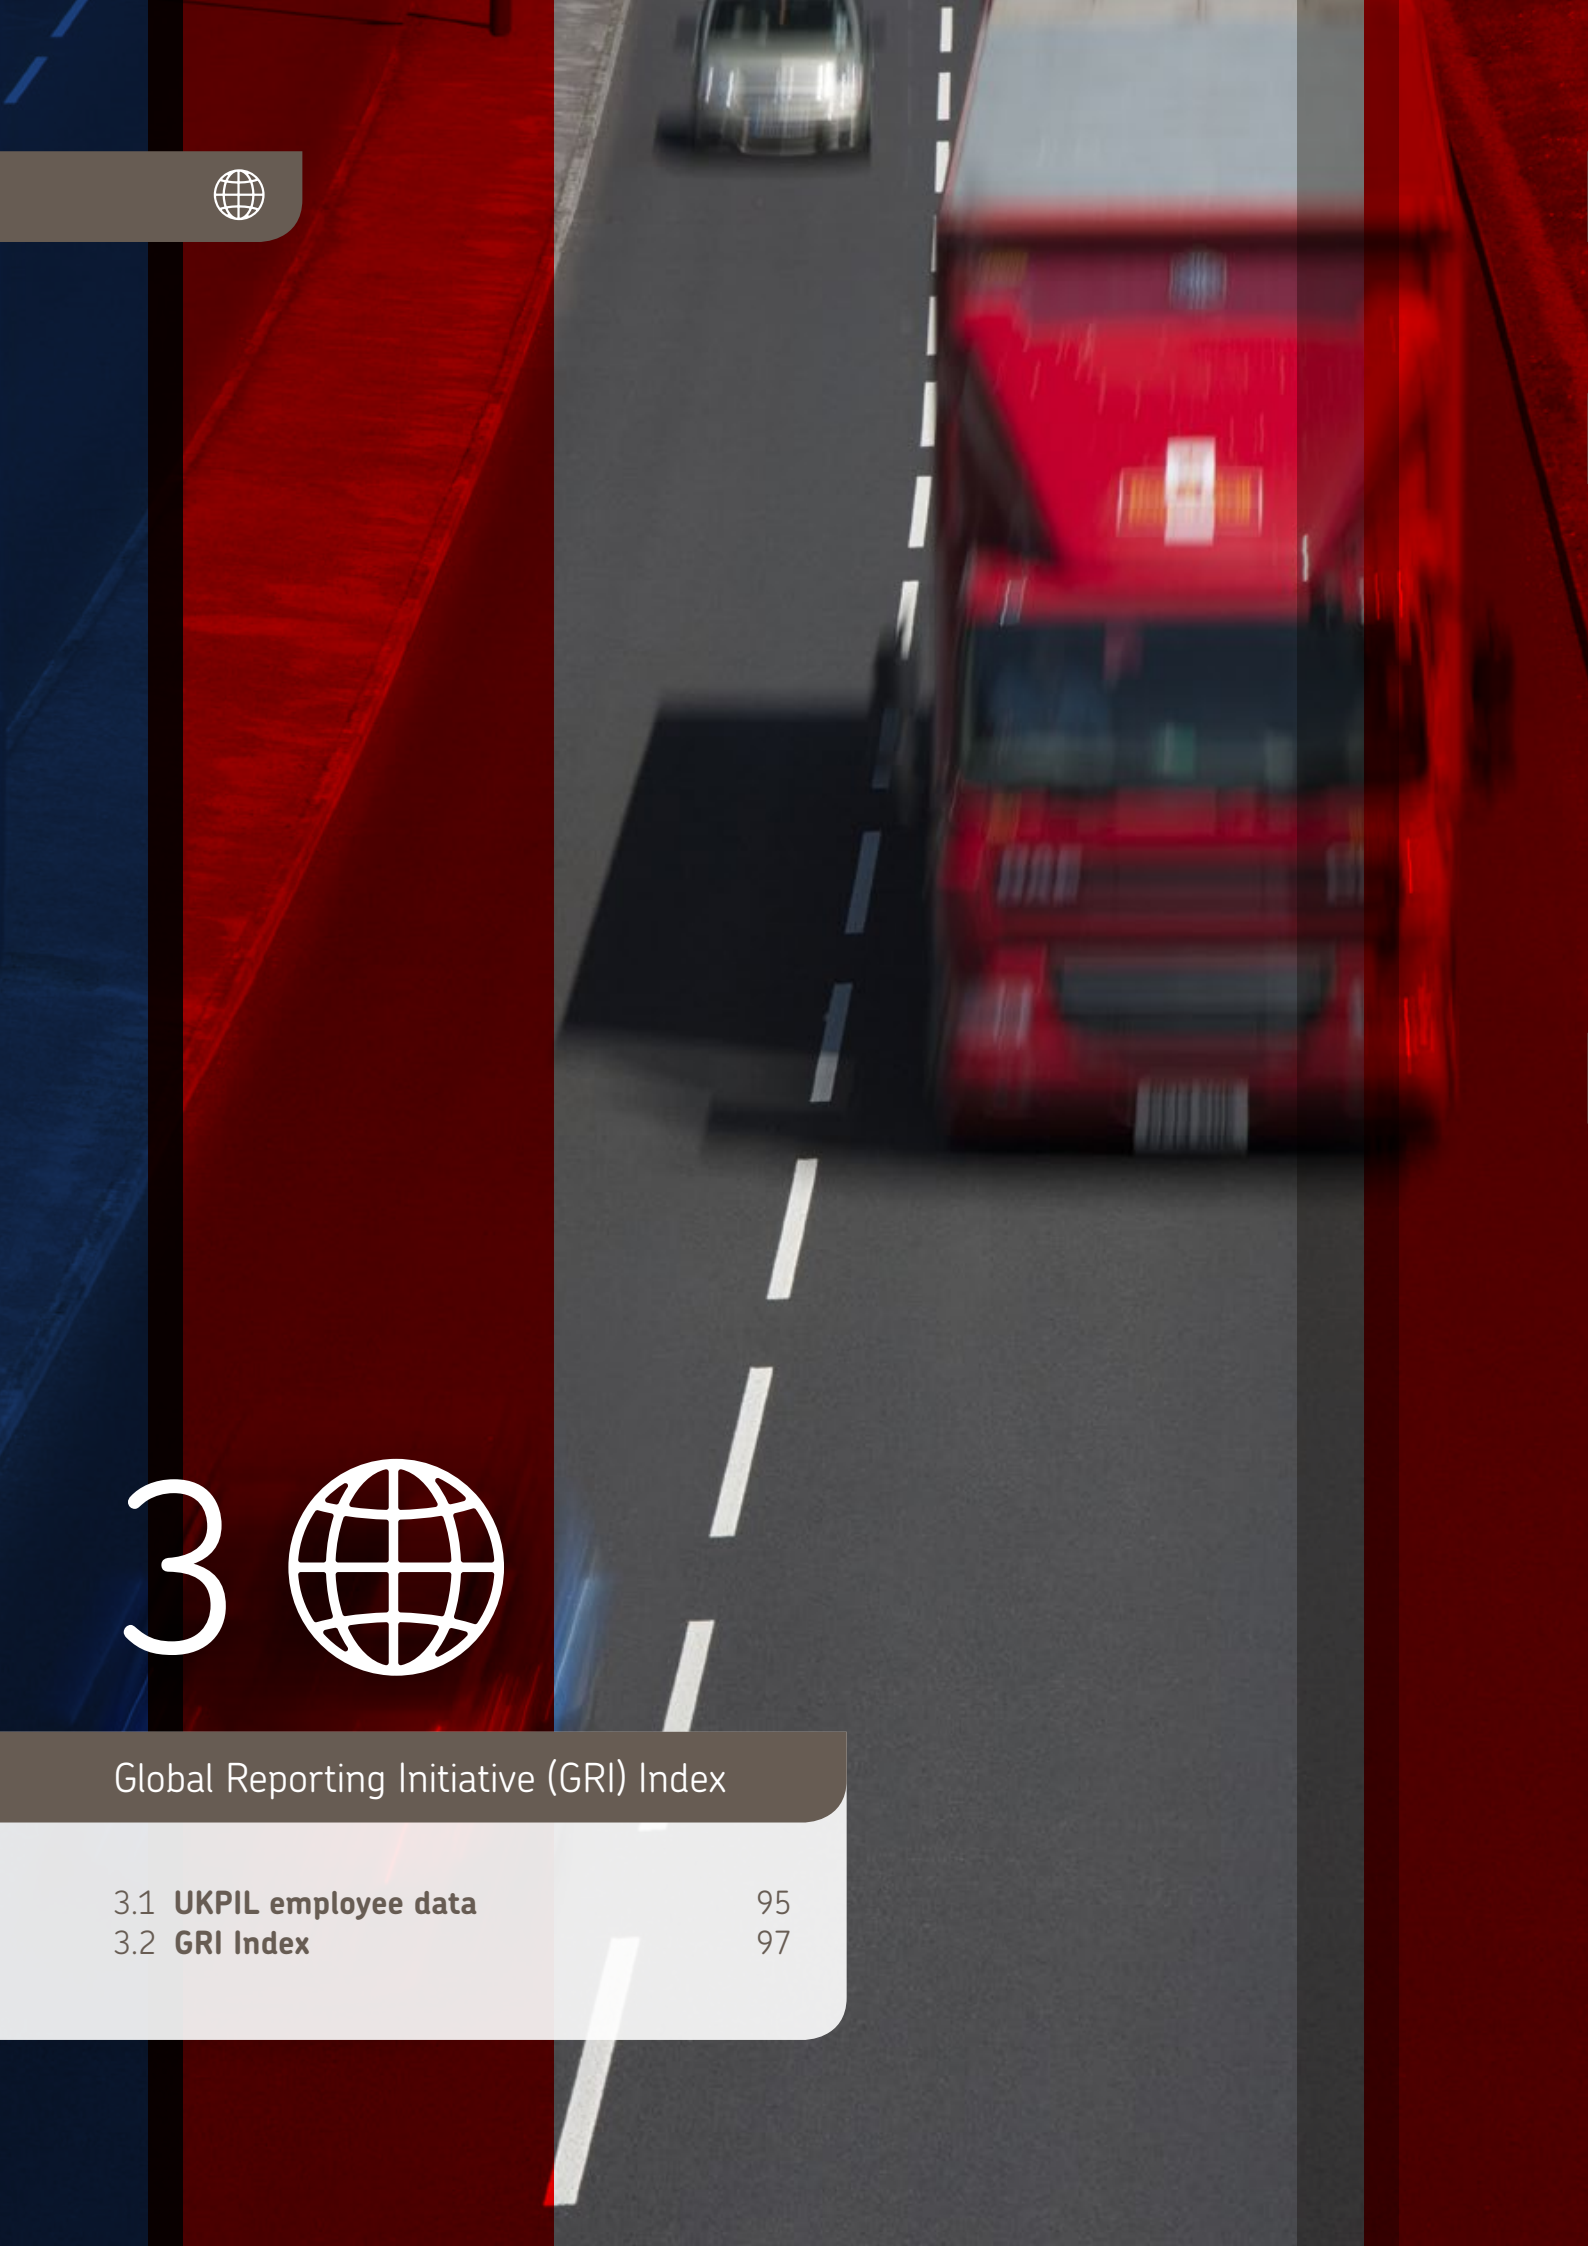 3
Global Reporting Initiative (GRI) Index
3.1 UKPIL employee data 95
3.2 GRI Index 97